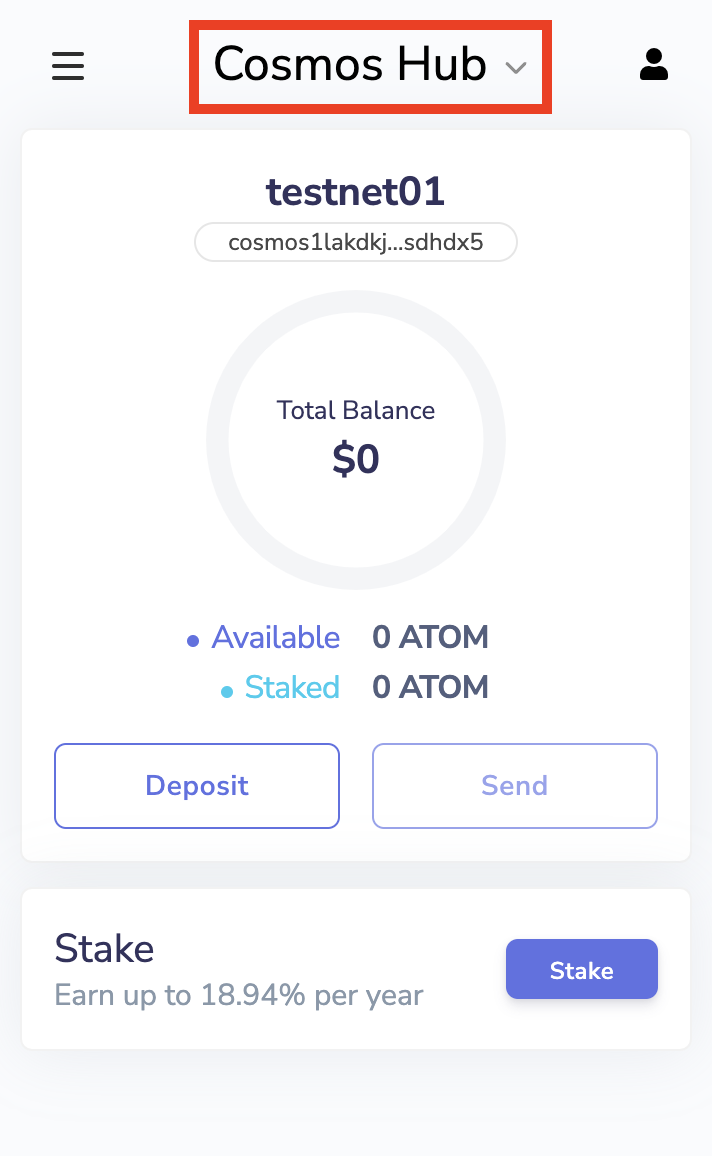 Cosmos Hub
testnet01
cosmos1lakdkj...sdhdx5
Total Balance
$0
Available 0 ATOM
Staked 0 ATOM
Deposit Send
Stake
Earn up to 18.94% per year
Stake